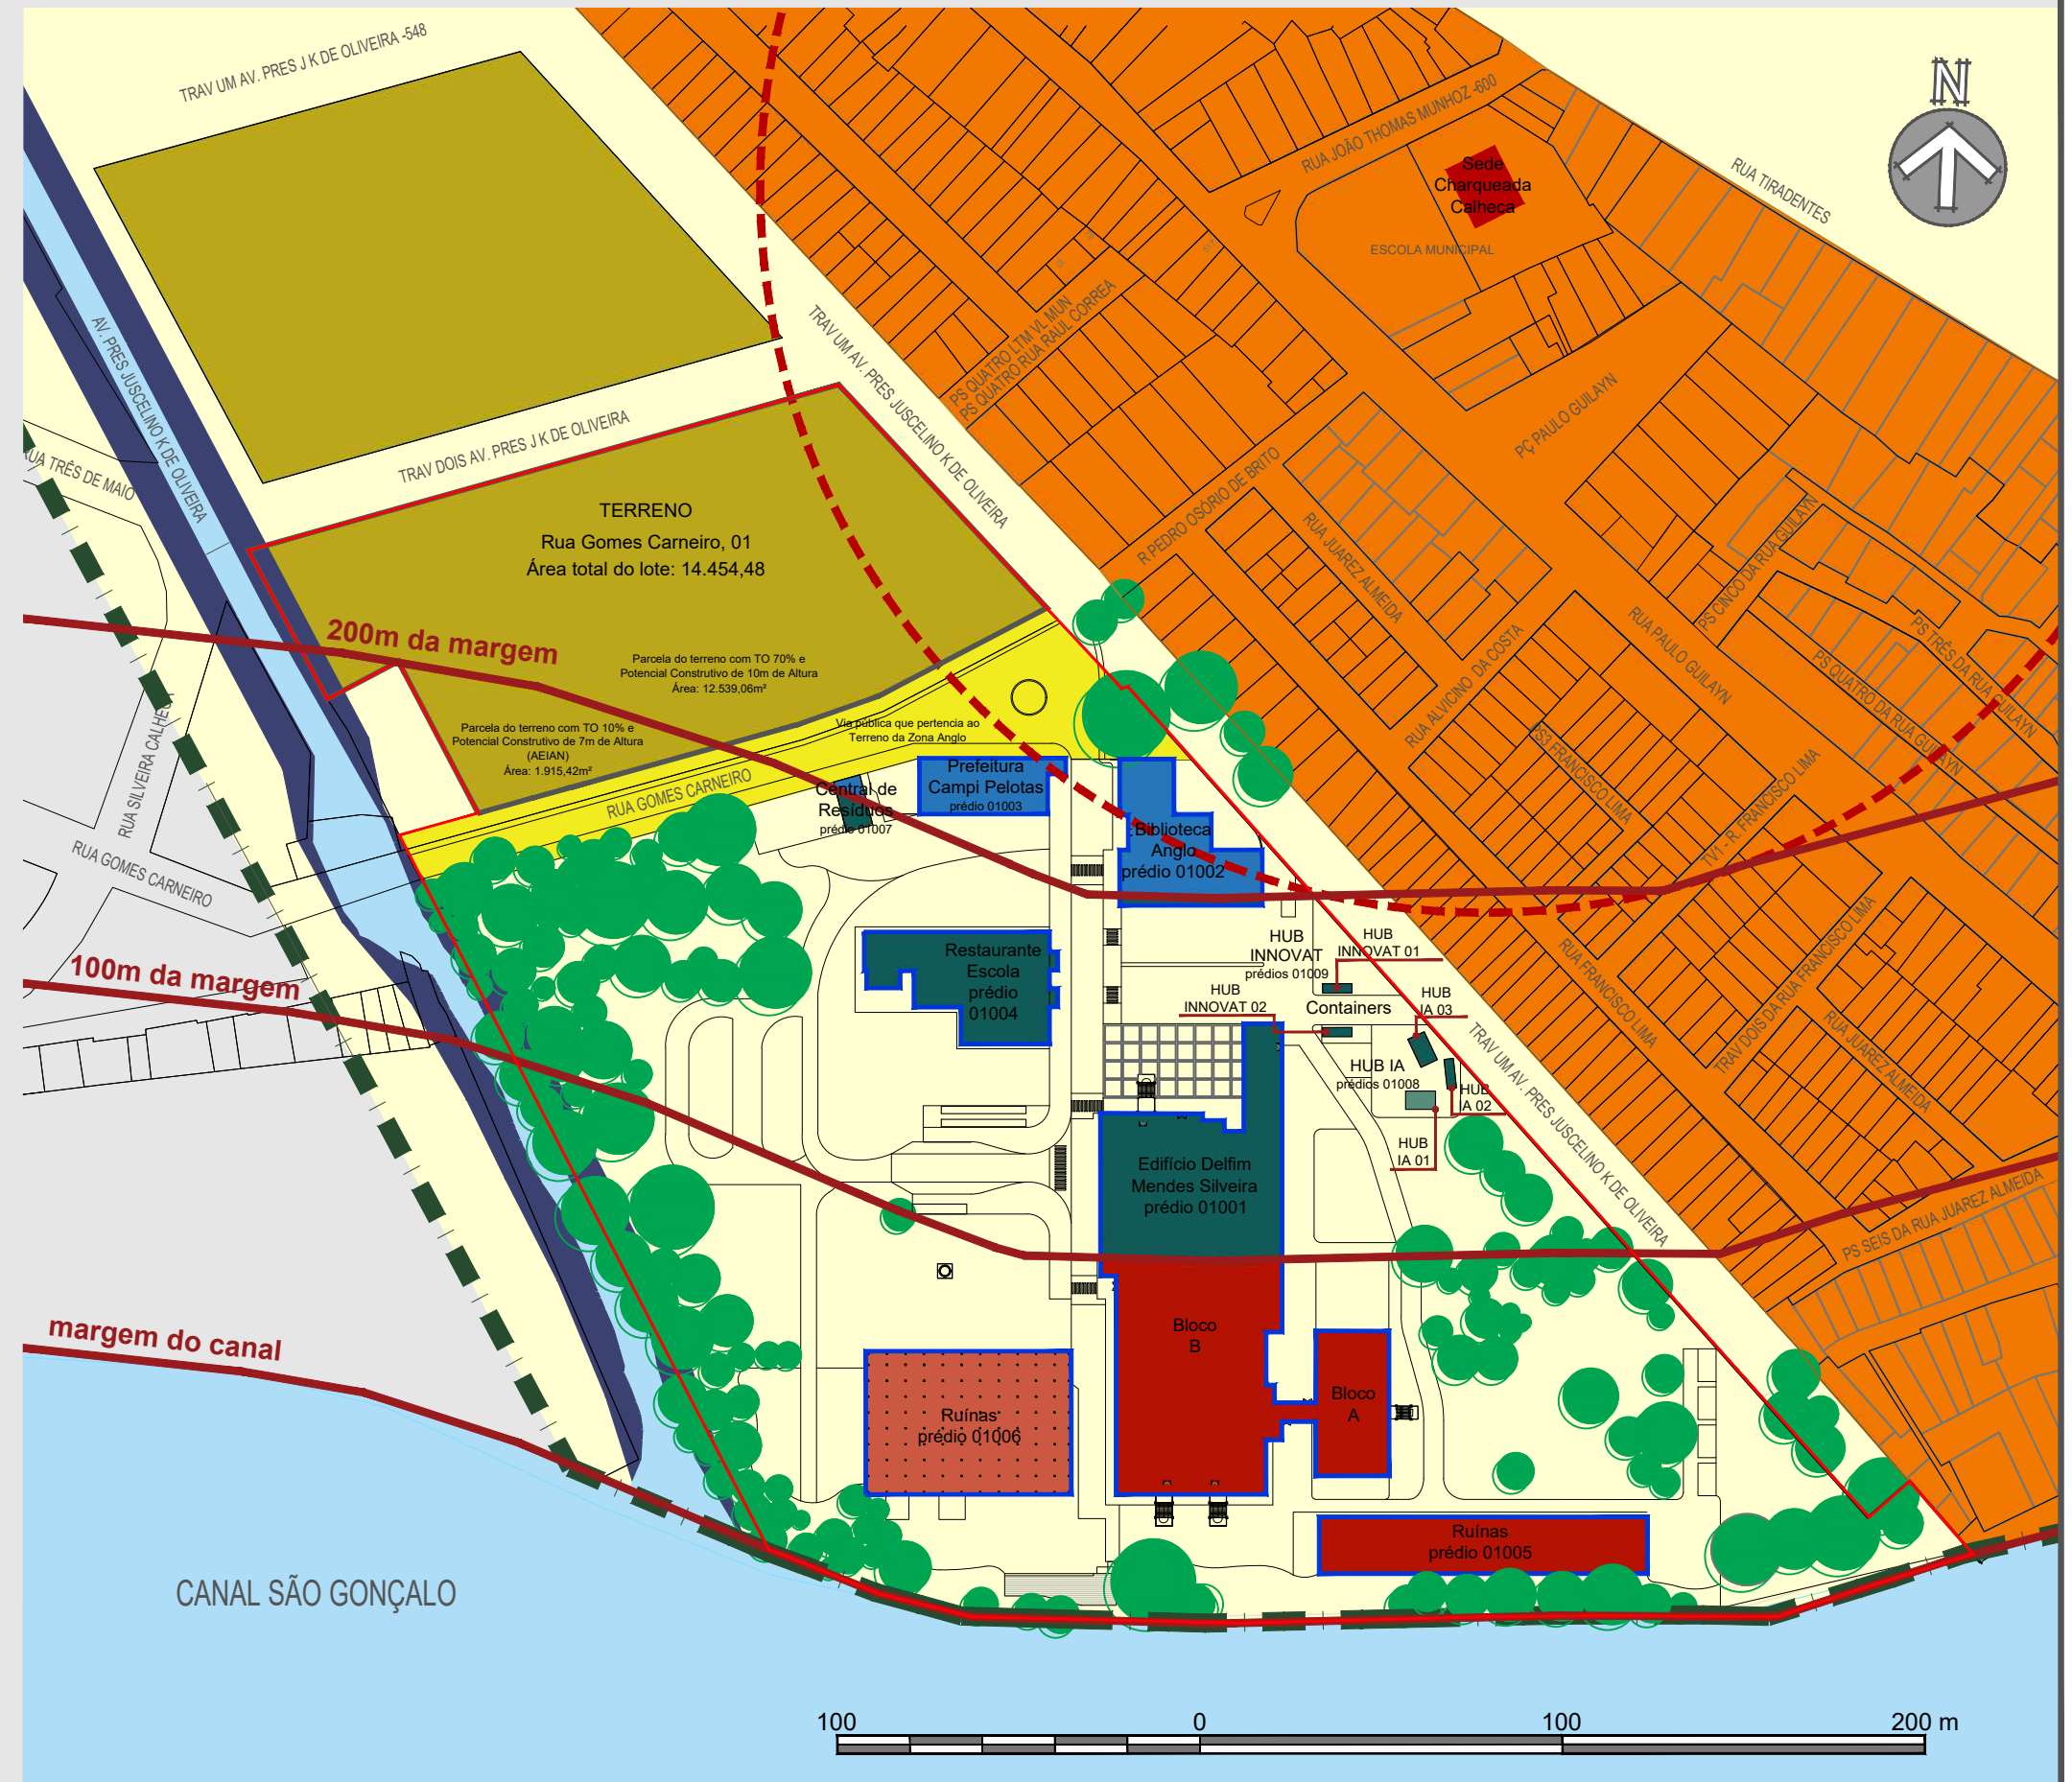 TRAV UM AV. PRES J K DE OLIVEIRA -548
N
RUA JOÃO THOMAS MUNHOZ -600
Sede
Charqueada
Calheca
ESCOLA MUNICIPAL
RUA TIRADENTES
AV. PRES JUSCELINO K DE OLIVEIRA
TRAV UM AV. PRES JUSCELINO K DE OLIVEIRA
PS QUATRO LTM VL MUN
PS QUATRO RUA RAUL CORREA
PÇ PAULO GUILAYN
TRAV DOIS AV. PRES J K DE OLIVEIRA
RUA TRÊS DE MAIO
TERRENO
Rua Gomes Carneiro, 01
Área total do lote: 14.454,48
R PEDRO OSÓRIO DE BRITO
RUA JUAREZ ALMEIDA
PS CINCO DA RUA GUILAYN
PS TRÊS DA RUA GUILAYN
PS QUATRO DA RUA GUILAYN
RUA PAULO GUILAYN
RUA ALVICINO DA COSTA
PS3 FRANCISCO LIMA
TV1 - R. FRANCISCO LIMA
200m da margem
Parcela do terreno com TO 70% e
Potencial Construtivo de 10m de Altura
Área: 12.539,06m²
Parcela do terreno com TO 10% e
Potencial Construtivo de 7m de Altura
(AEIAN)
Área: 1.915,42m²
Via pública que pertencia ao
Terreno da Zona Anglo
RUA GOMES CARNEIRO
RUA SILVEIRA CALHECA
RUA GOMES CARNEIRO
Central de
Resíduos
prédio 01007
Prefeitura
Campi Pelotas
prédio 01003
Biblioteca
Anglo
prédio 01002
RUA FRANCISCO LIMA
TRAV DOIS DA RUA FRANCISCO LIMA
RUA JUAREZ ALMEIDA
PS SEIS DA RUA JUAREZ ALMEIDA
100m da margem
Restaurante
Escola
prédio
01004
HUB
INNOVAT
prédios 01009
HUB
INNOVAT 01
HUB
INNOVAT 02
Containers
HUB
IA 03
HUB IA
prédios 01008
HUB
IA 02
HUB
IA 01
TRAV UM AV. PRES JUSCELINO K DE OLIVEIRA
Edifício Delfim
Mendes Silveira
prédio 01001
margem do canal
Bloco
B
Bloco
A
Ruínas
prédio 01006
Ruínas
prédio 01005
CANAL SÃO GONÇALO
100
0
100
200 m